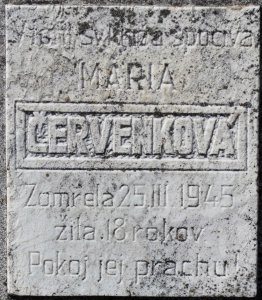 spočíva
MARIA
ČERVENKOVÁ
Zomrela 25.III.1945
žila 18 rokov
Pokoj jej prachu!